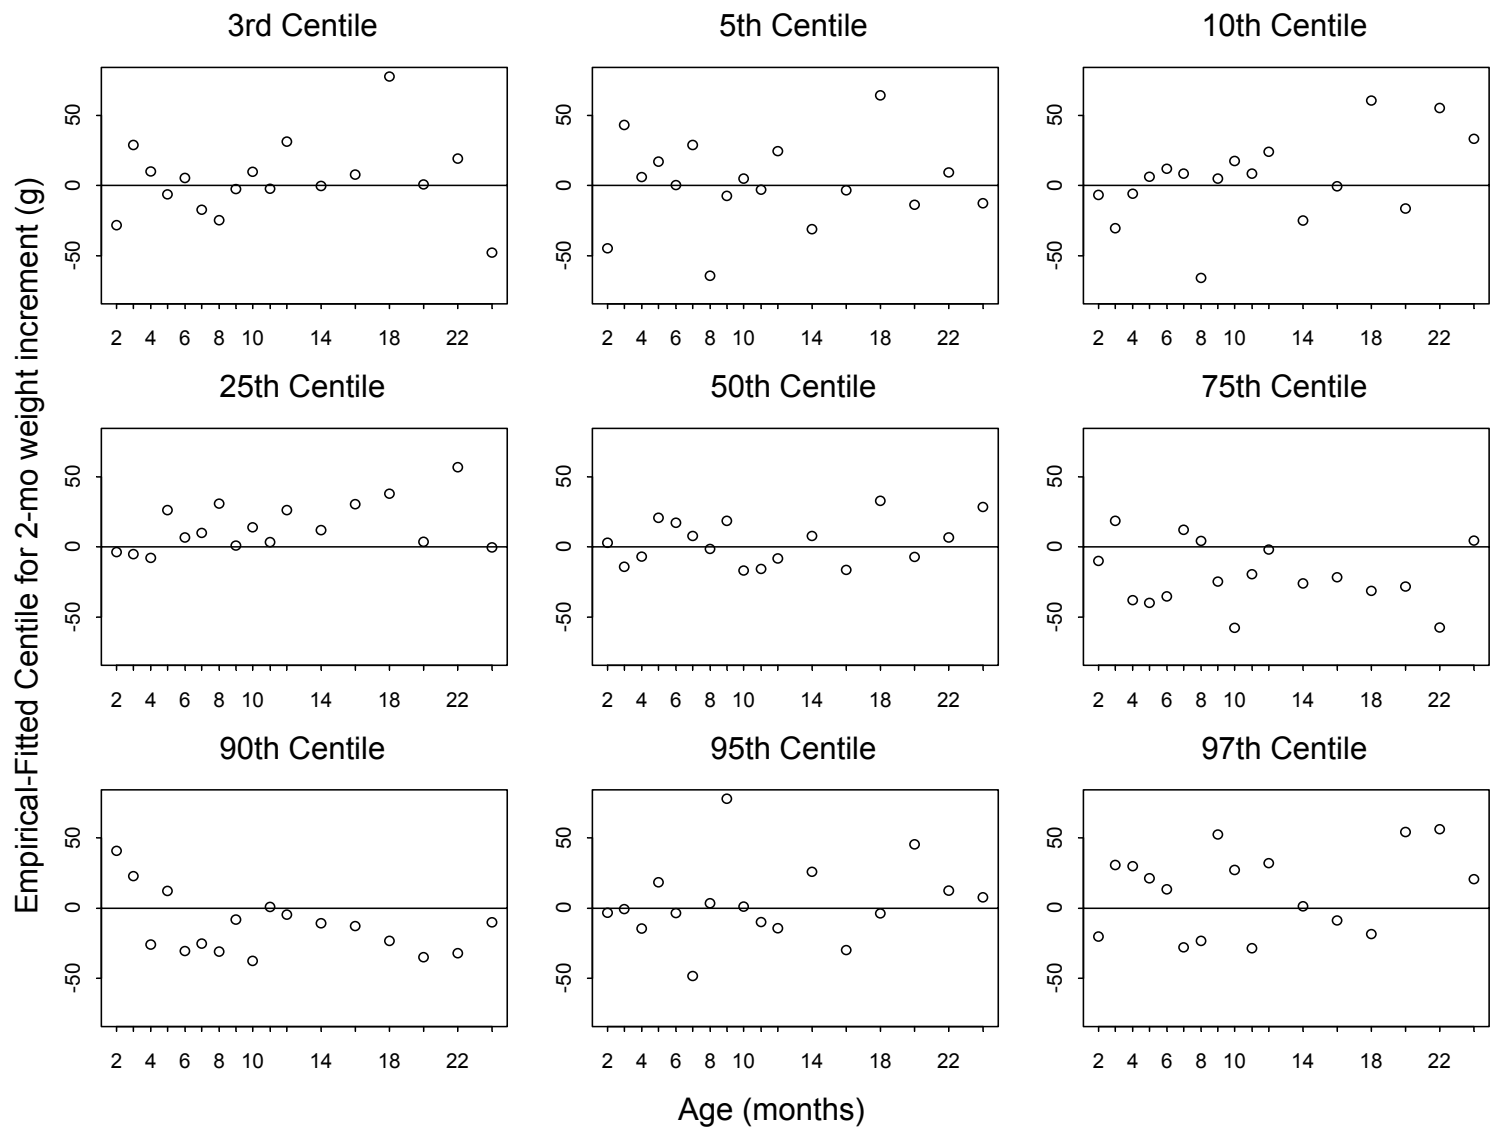 3rd Centile
5th Centile
10th Centile
50
0
-50
2 4 6 8 10 14 18 22
50
0
-50
2 4 6 8 10 14 18 22
50
0
-50
2 4 6 8 10 14 18 22
25th Centile
50th Centile
75th Centile
50
0
-50
2 4 6 8 10 14 18 22
50
0
-50
2 4 6 8 10 14 18 22
50
0
-50
2 4 6 8 10 14 18 22
90th Centile
95th Centile
97th Centile
50
0
-50
2 4 6 8 10 14 18 22
50
0
-50
2 4 6 8 10 14 18 22
50
0
-50
2 4 6 8 10 14 18 22
Empirical-Fitted Centile for 2-mo weight increment (g)
Age (months)